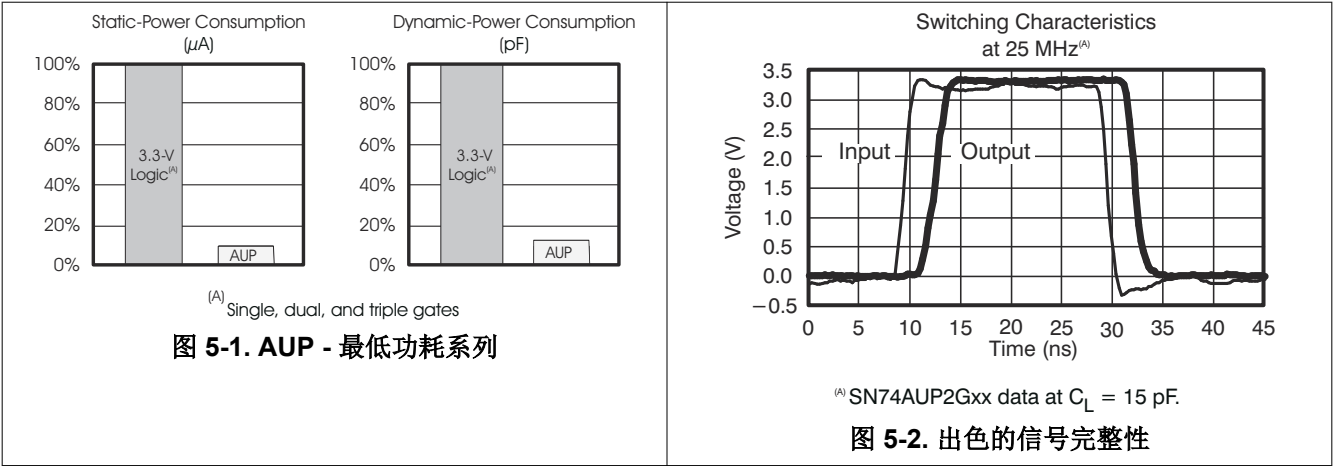 Static-Power Consumption
(µA)
100%
80%
60%
40%
20%
0%
3.3-V
Logic(A)
AUP
Dynamic-Power Consumption
(pF)
100%
80%
60%
40%
20%
0%
3.3-V
Logic(A)
AUP
(A) Single, dual, and triple gates
图 5-1. AUP - 最低功耗系列
Switching Characteristics
at 25 MHz(A)
Voltage (V)
3.5
3.0
2.5
2.0
1.5
1.0
0.5
0.0
−0.5
Input
Output
0 5 10 15 20 25 30 35 40 45
Time (ns)
(A) SN74AUP2Gxx data at CL = 15 pF.
图 5-2. 出色的信号完整性